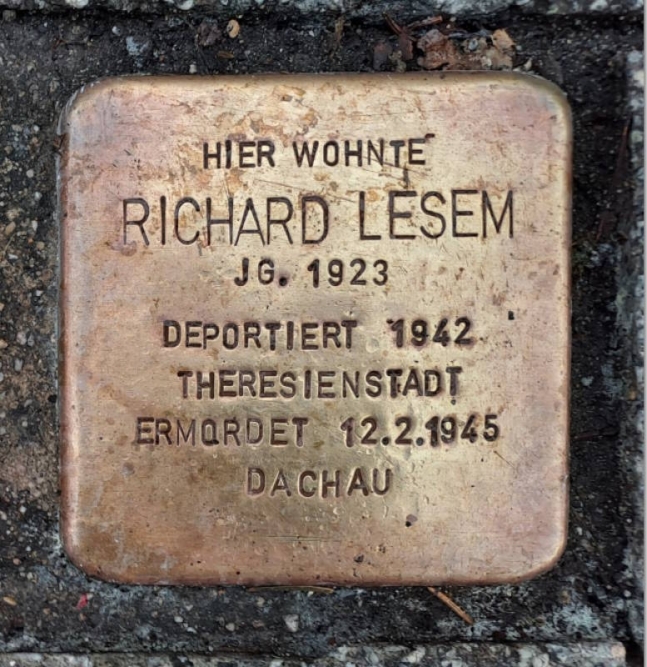 HIER WOHNTE
RICHARD LESEM
JG. 1923
DEPORTIERT 1942
THERESIENSTADT
ERMORDET 12.2.1945
DACHAU